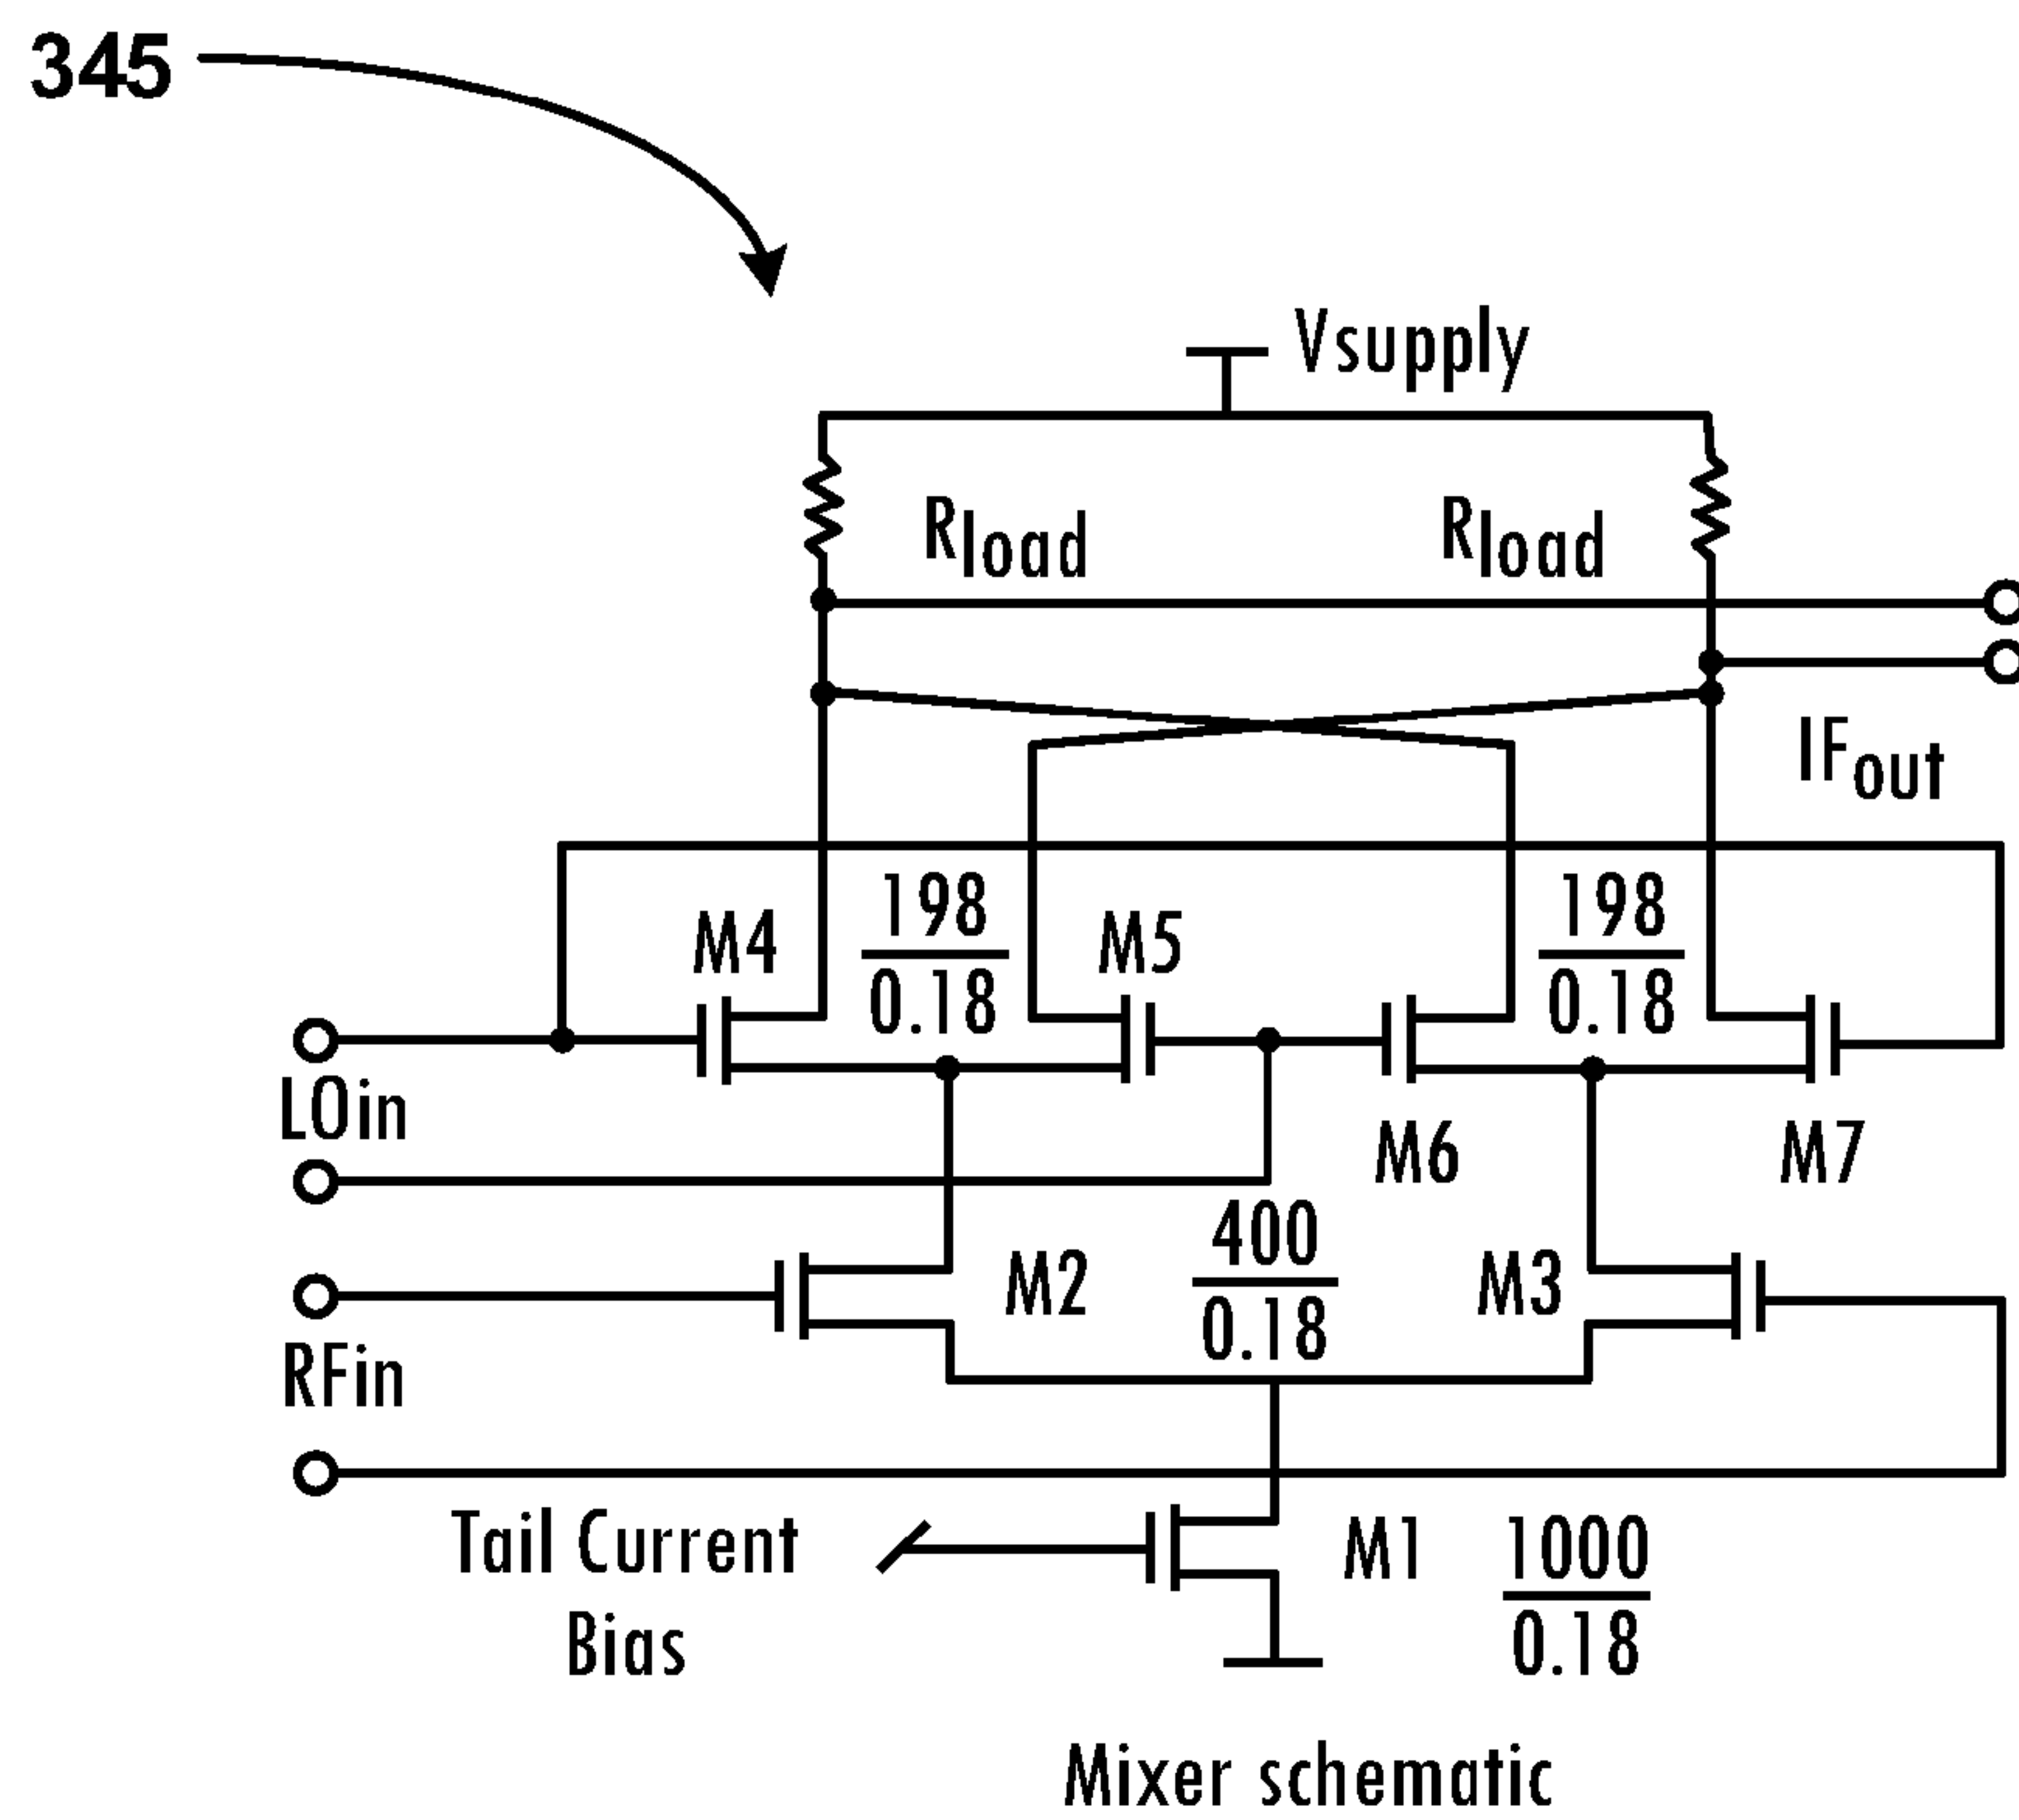 345
Vsupply
Rload Rload
IFout
M4 198 M5 198
0.18 0.18
LOin
M6 M7
M2 400 M3
0.18
RFin
Tail Current M1 1000
Bias 0.18
Mixer schematic